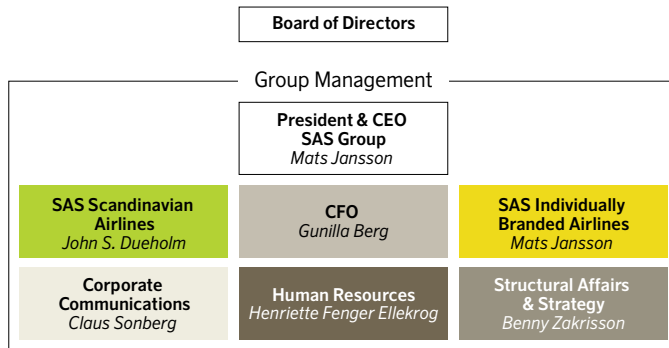 Board of Directors
Group Management
President & CEO
SAS Group
Mats Jansson
SAS Scandinavian
Airlines
John S. Dueholm
CFO
Gunilla Berg
SAS Individually
Branded Airlines
Mats Jansson
Corporate
Communications
Claus Sonberg
Human Resources
Henriette Fenger Ellekrog
Structural Affairs
& Strategy
Benny Zakrisson